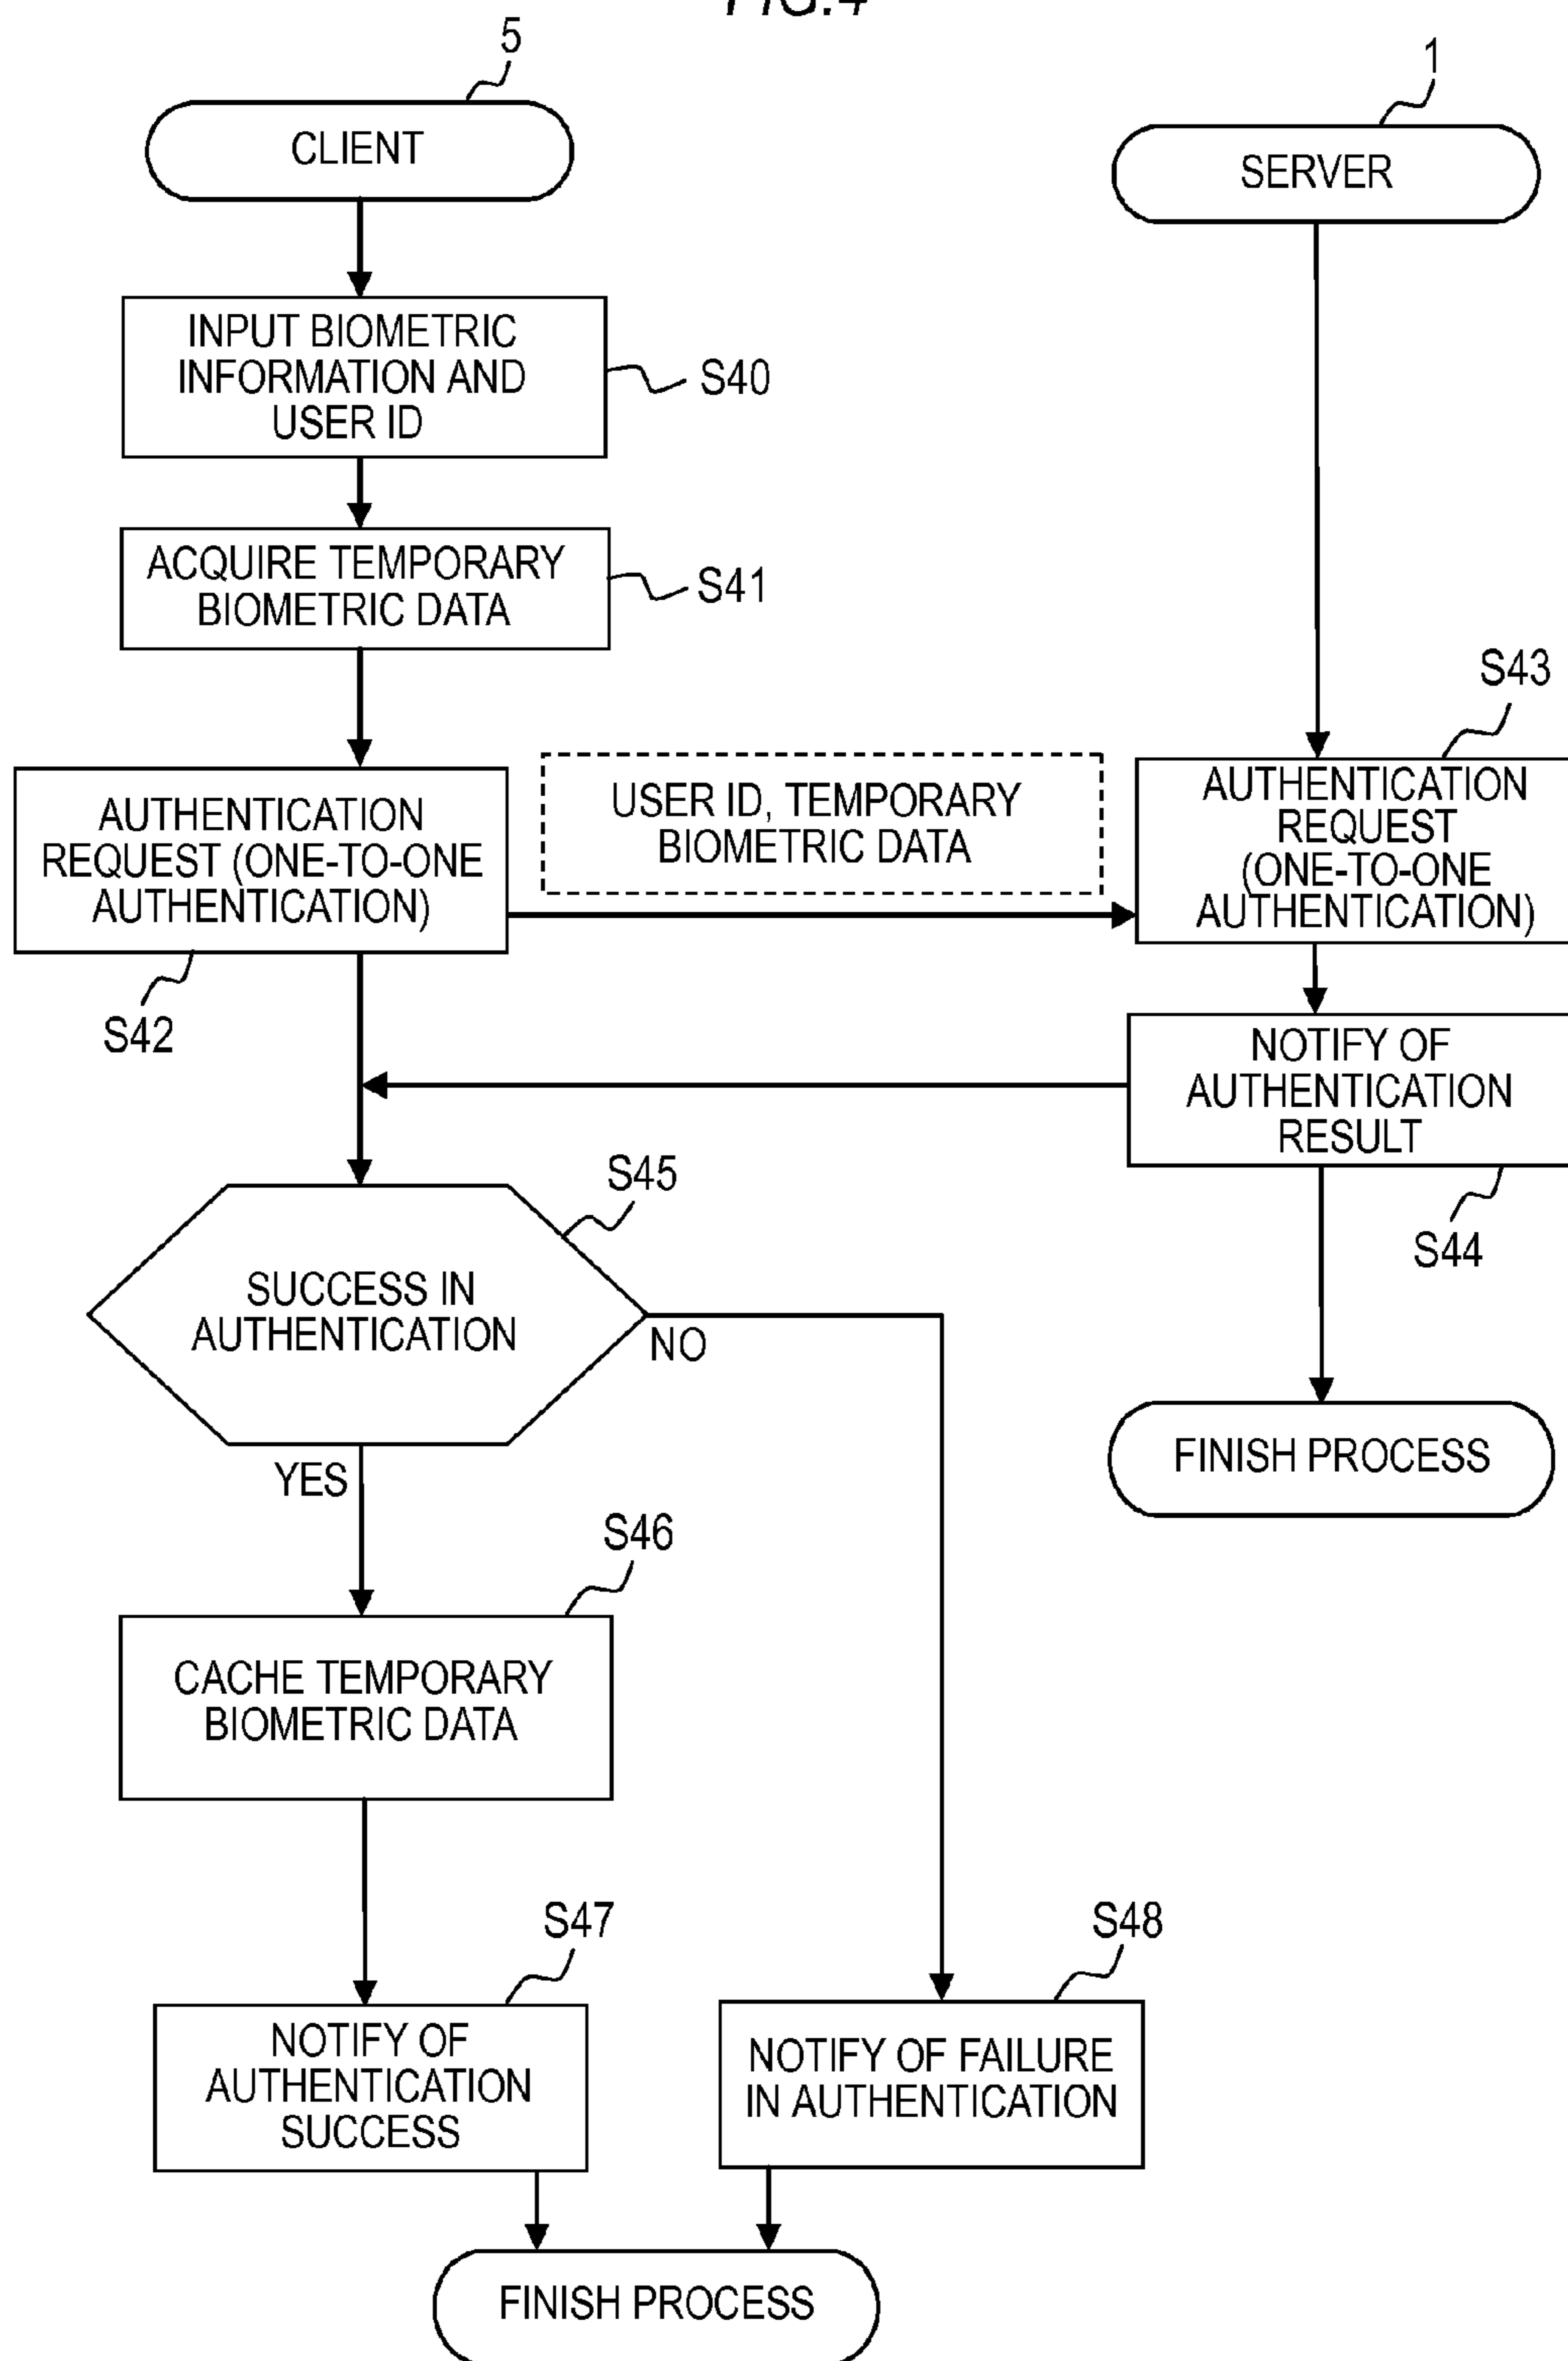 FIG.4
5
CLIENT
1
SERVER
INPUT BIOMETRIC
INFORMATION AND
USER ID
S40
ACQUIRE TEMPORARY
BIOMETRIC DATA
S41
S43
AUTHENTICATION
REQUEST (ONE-TO-ONE
AUTHENTICATION)
S42
USER ID, TEMPORARY
BIOMETRIC DATA
AUTHENTICATION
REQUEST
(ONE-TO-ONE
AUTHENTICATION)
NOTIFY OF
AUTHENTICATION
RESULT
S44
S45
SUCCESS IN
AUTHENTICATION
NO
YES
FINISH PROCESS
S46
CACHE TEMPORARY
BIOMETRIC DATA
S47
NOTIFY OF
AUTHENTICATION
SUCCESS
S48
NOTIFY OF FAILURE
IN AUTHENTICATION
FINISH PROCESS